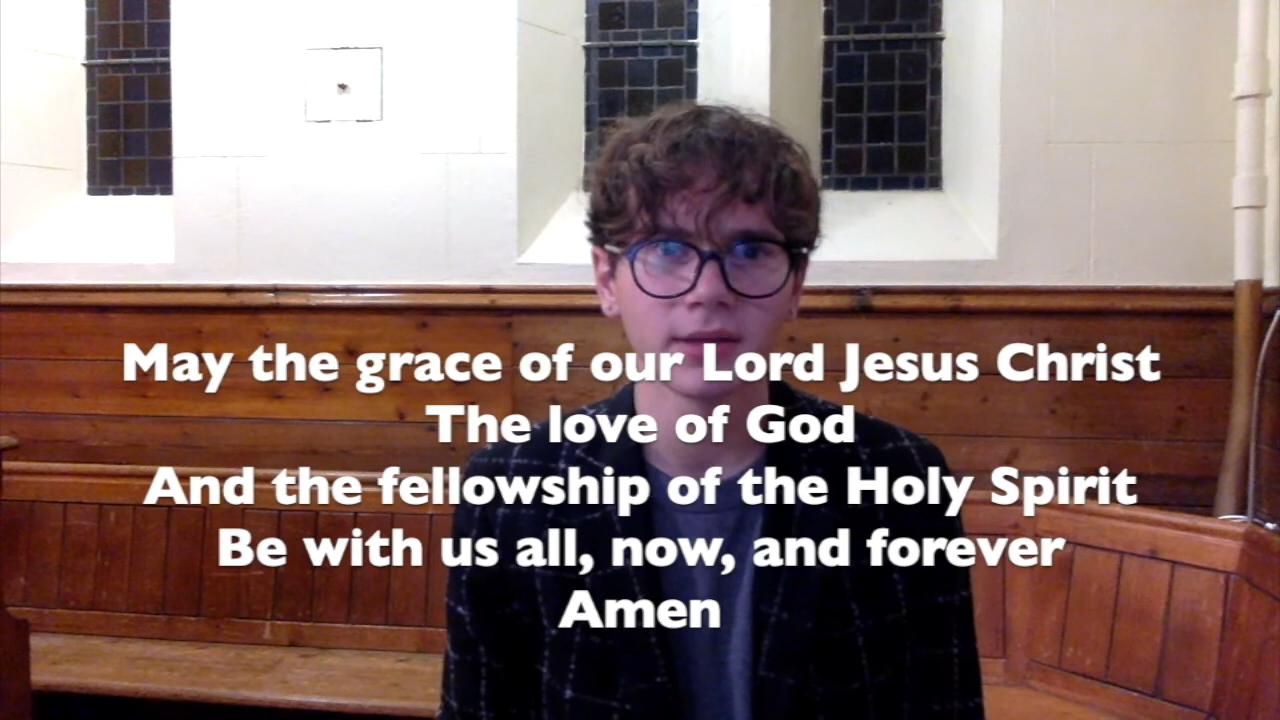 May the grace of our Lord Jesus Christ
The love of God
And the fellowship of the Holy Spirit
Be with us all, now, and forever
Amen